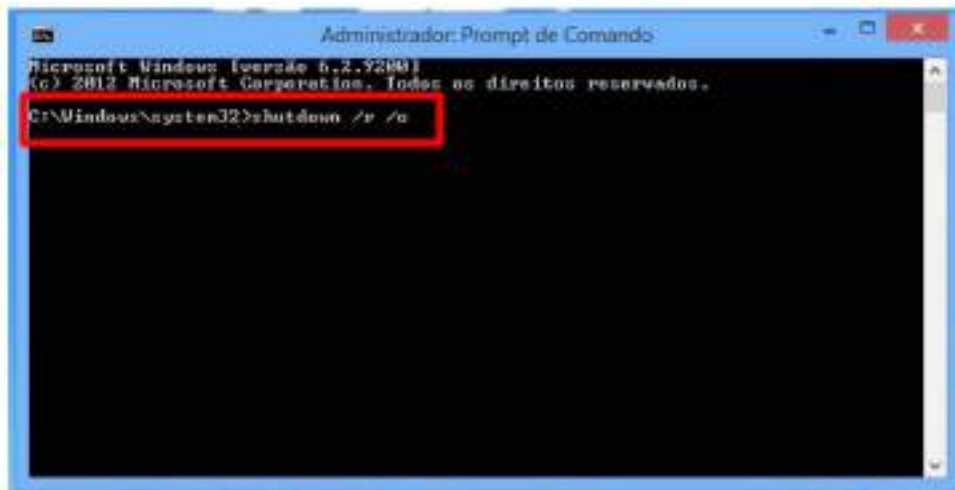 Administrador: Prompt de Comando
Microsoft Windows [versão 6.2.9200]
(c) 2012 Microsoft Corporation. Todos os direitos reservados.
C:\Windows\system32>shutdown /r /o